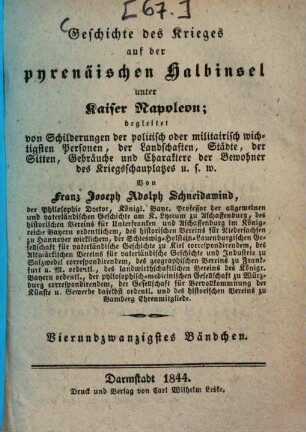 [67.]
Geschichte des Krieges
auf der
pyrenäischen Halbinsel
unter
Kaiser Napoleon;
begleitet
von Schilderungen der politisch oder militairisch wich-
tigsten Personen, der Landschaften, Städte, der
Sitten, Gebräuche und Charaktere der Bewohner
des Kriegsschauplatzes u. s. w.
Von
Franz Joseph Adolph Schneidawind,
der Philosophie Doctor, Königl. Bayr. Professor der allgemeinen
und vaterländischen Geschichte am K. Lyceum zu Aschaffenburg, des
historischen Vereins für Unterfranken und Aschaffenburg im König-
reich Bayern ordentlichem, des historischen Vereins für Niedersachsen
zu Hannover wirklichem, der Schleswig-Holstein-Lauenburgischen Ge-
sellschaft für vaterländische Geschichte zu Kiel correspondirendem, des
Altmärkischen Vereins für vaterländische Geschichte und Industrie zu
Salzwedel correspondirendem, des geographischen Vereins zu Frank-
furt a. M. ordentl., des landwirthschaftlichen Vereins des Königr.
Bayern ordentl., der philosophisch-medicinischen Gesellschaft zu Würz-
burg correspondirendem, der Gesellschaft für Vervollkommnung der
Künste u. Gewerbe daselbst ordentl. und des historischen Vereins zu
Bamberg Ehrenmitgliede.
Vierundzwanzigstes Bändchen.
Darmstadt 1844.
Druck und Verlag von Carl Wilhelm Leske.